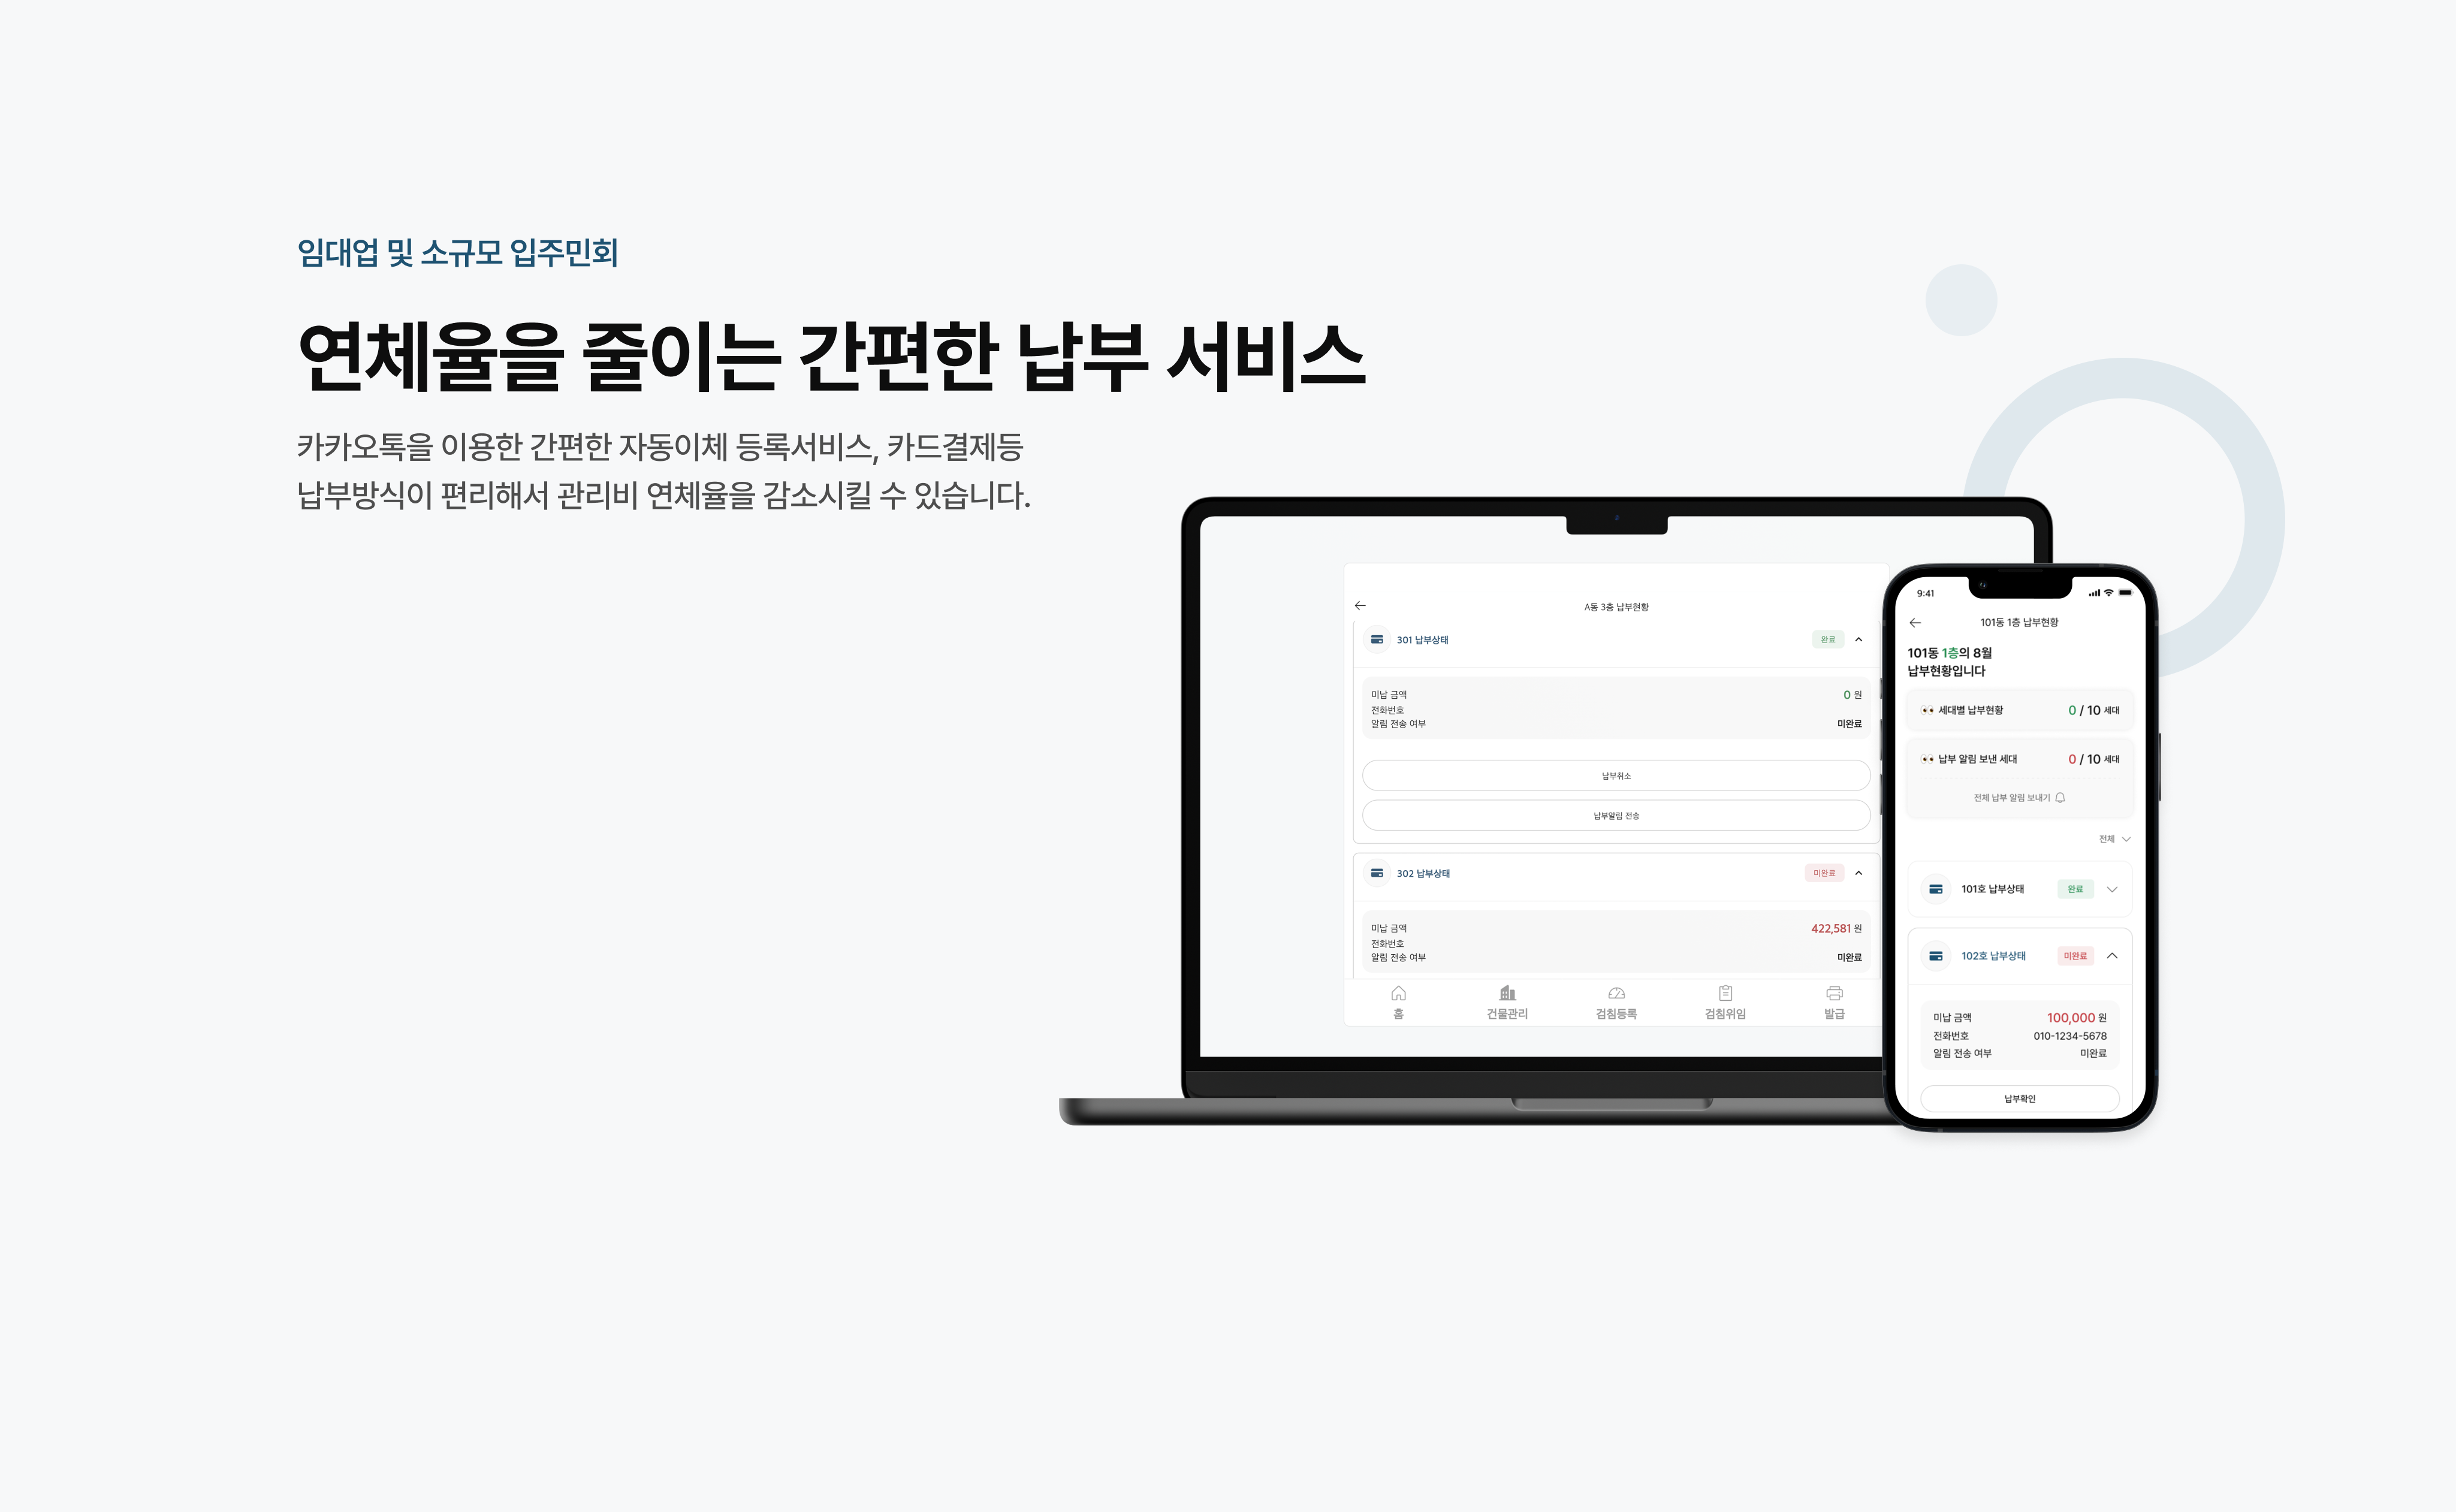 임대업 및 소규모 입주민회
연체율을 줄이는 간편한 납부 서비스
카카오톡을 이용한 간편한 자동이체 등록서비스, 카드결제등
납부방식이 편리해서 관리비 연체율을 감소시킬 수 있습니다.
A동 3층 납부현황
301 납부상태
완료
미납 금액 0 원
전화번호
알림 전송 여부 미완료
납부취소
납부알림 전송
302 납부상태
미완료
미납 금액 422,581 원
전화번호
알림 전송 여부 미완료
홈 건물관리 검침등록 검침위임 발급
9:41
101동 1층 납부현황
101동 1층의 8월
납부현황입니다
세대별 납부현황 0 / 10 세대
납부 알림 보낸 세대 0 / 10 세대
전체 납부 알림 보내기
전체
101호 납부상태 완료
102호 납부상태 미완료
미납 금액 100,000 원
전화번호 010-1234-5678
알림 전송 여부 미완료
납부확인